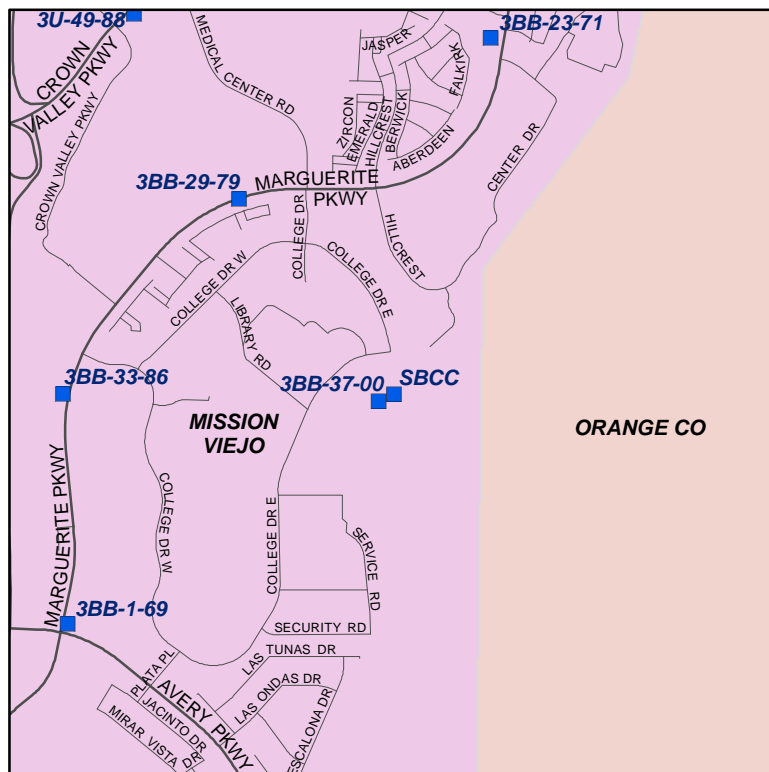 3U-49-88
3BB-23-71
CROWN
VALLEY PKWY
MEDICAL CENTER RD
JASPER
FALKIRK
ZIRCON
EMERALD
HILLCREST
BERWICK
ABERDEEN
CENTER DR
CROWN VALLEY PKWY
3BB-29-79
MARGUERITE
PKWY
COLLEGE DR
HILLCREST
COLLEGE DR W
COLLEGE DR E
LIBRARY RD
3BB-33-86
3BB-37-00
SBCC
MISSION
VIEJO
ORANGE CO
MARGUERITE PKWY
COLLEGE DR W
COLLEGE DR E
SERVICE RD
3BB-1-69
SECURITY RD
LAS TUNAS DR
PLATA PL
LAS ONDAS DR
AVERY PKWY
JACINTO DR
MIRAR VISTA DR
ESCALONA DR